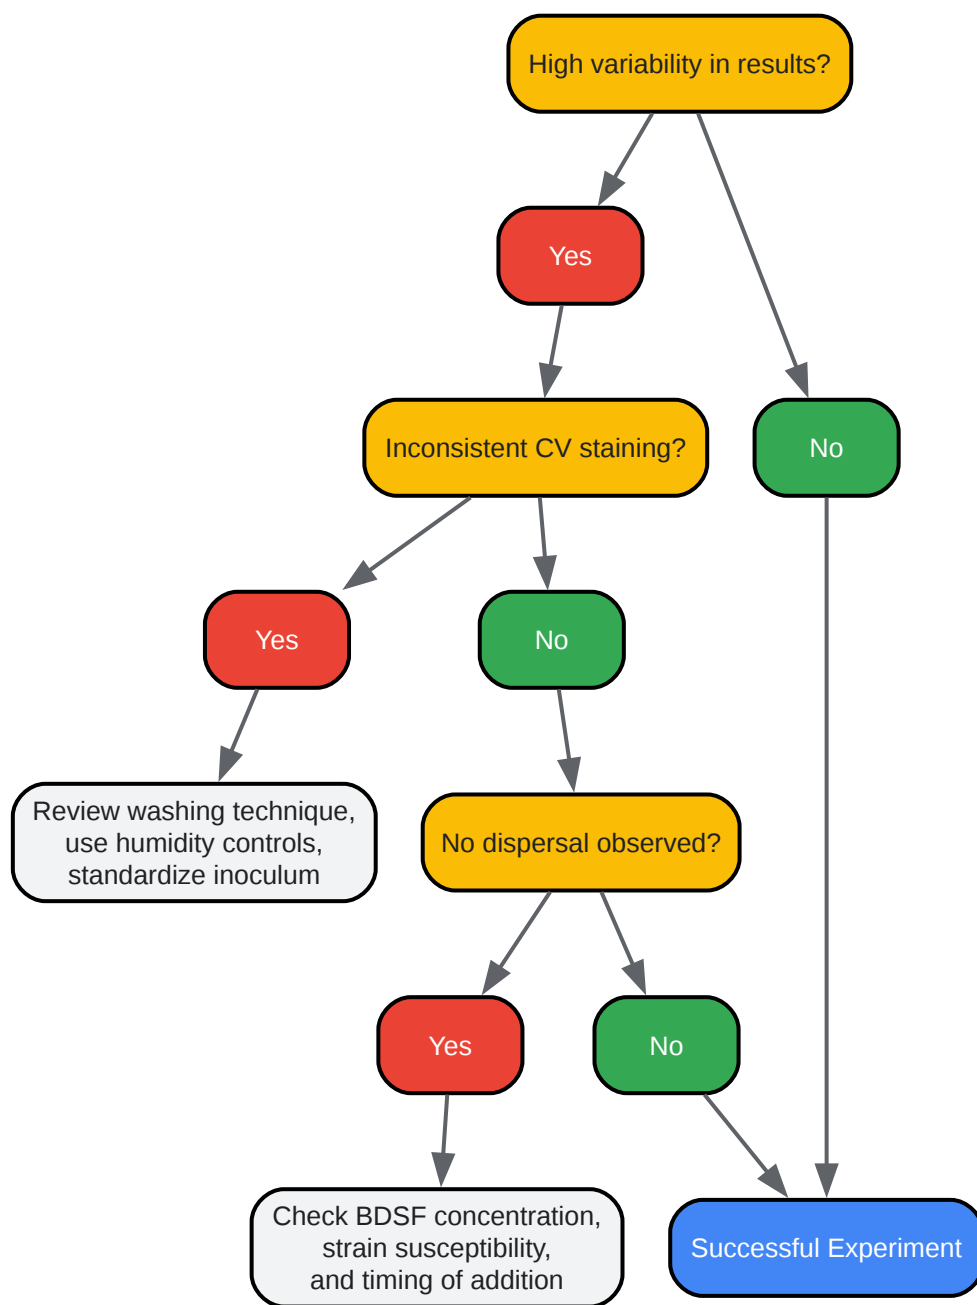 High variability in results?
Yes
Inconsistent CV staining?
No
Yes
No
Review washing technique,
use humidity controls,
standardize inoculum
No dispersal observed?
Yes
No
Check BDSF concentration,
strain susceptibility,
and timing of addition
Successful Experiment